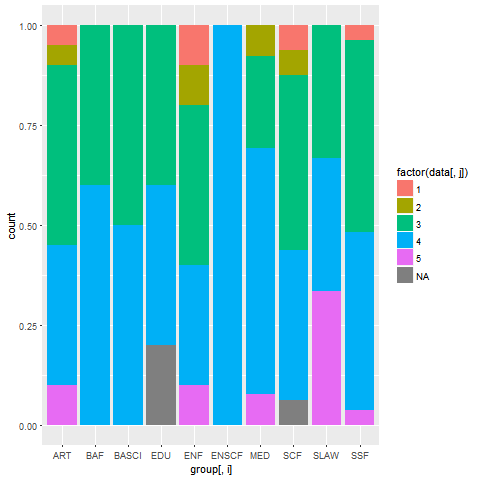 1.00
0.75
0.50
0.25
0.00
count
ART BAF BASCI EDU ENF ENSCF MED SCF SLAW SSF
group[, i]
factor(data[, j])
1
2
3
4
5
NA